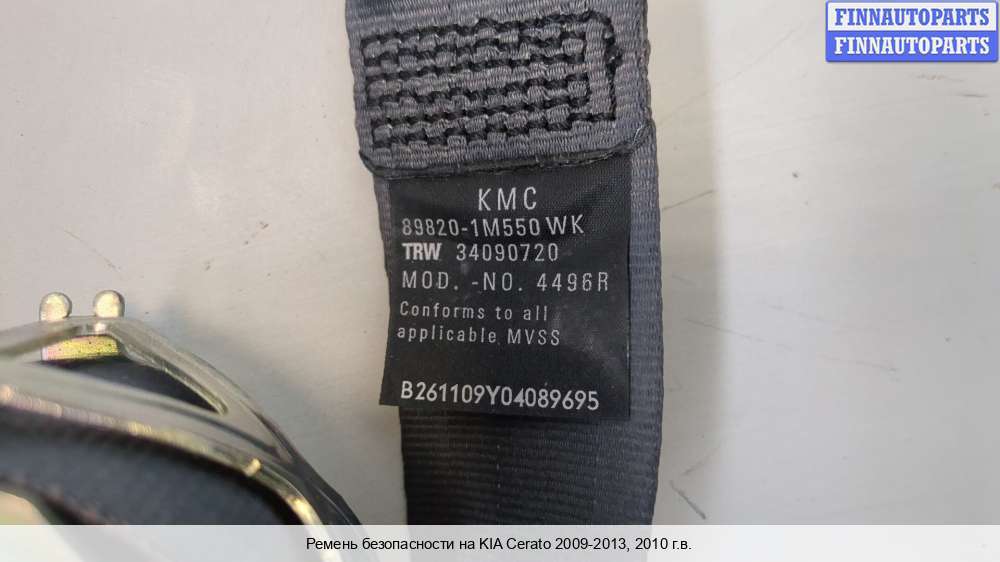 FINNAUTOPARTS
FINNAUTOPARTS
KMC
89820-1M550 WK
TRW 34090720
MOD. -NO. 4496R
Conforms to all
applicable MVSS
B261109Y04089695
Ремень безопасности на KIA Cerato 2009-2013, 2010 г.в.